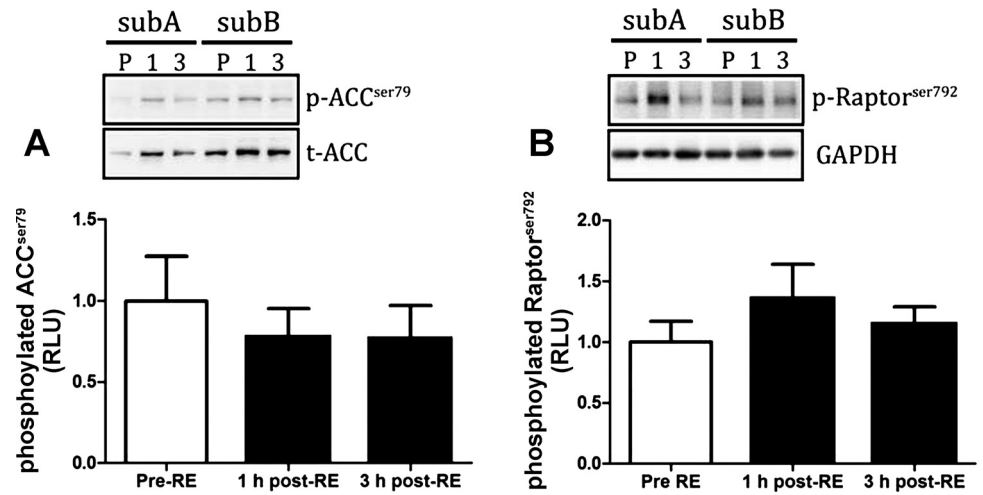 subA subB
P 1 3 P 1 3
p-ACCser79
t-ACC
A
phosphoylated ACCser79
(RLU)
1.5
1.0
0.5
0.0
Pre-RE 1 h post-RE 3 h post-RE
subA subB
P 1 3 P 1 3
p-Raptorser792
GAPDH
B
phosphoylated Raptorser792
(RLU)
2.0
1.5
1.0
0.5
0.0
Pre RE 1 h post-RE 3 h post-RE